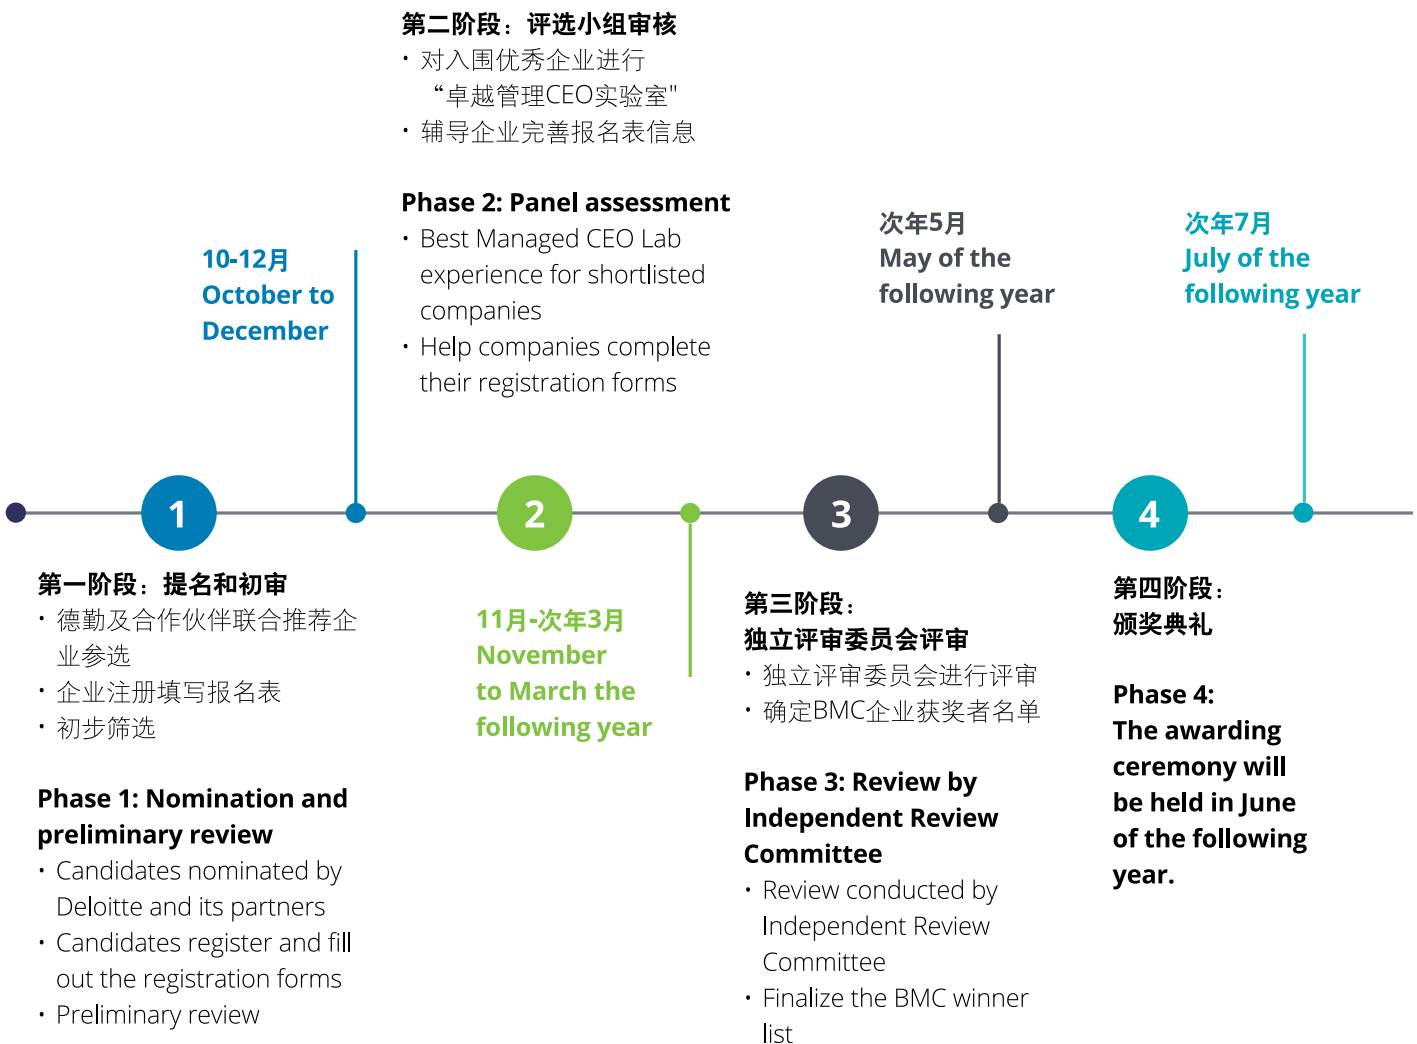 第二阶段：评选小组审核
• 对入围优秀企业进行
“卓越管理CEO实验室"
• 辅导企业完善报名表信息
Phase 2: Panel assessment
• Best Managed CEO Lab
experience for shortlisted
companies
• Help companies complete
their registration forms
10-12月
October to
December
次年5月
May of the
following year
次年7月
July of the
following year
1
2
3
4
第一阶段：提名和初审
• 德勤及合作伙伴联合推荐企
业参选
• 企业注册填写报名表
• 初步筛选
Phase 1: Nomination and
preliminary review
• Candidates nominated by
Deloitte and its partners
• Candidates register and fill
out the registration forms
• Preliminary review
11月-次年3月
November
to March the
following year
第三阶段：
独立评审委员会评审
• 独立评审委员会进行评审
• 确定BMC企业获奖者名单
Phase 3: Review by
Independent Review
Committee
• Review conducted by
Independent Review
Committee
• Finalize the BMC winner
list
第四阶段：
颁奖典礼
Phase 4:
The awarding
ceremony will
be held in June
of the following
year.